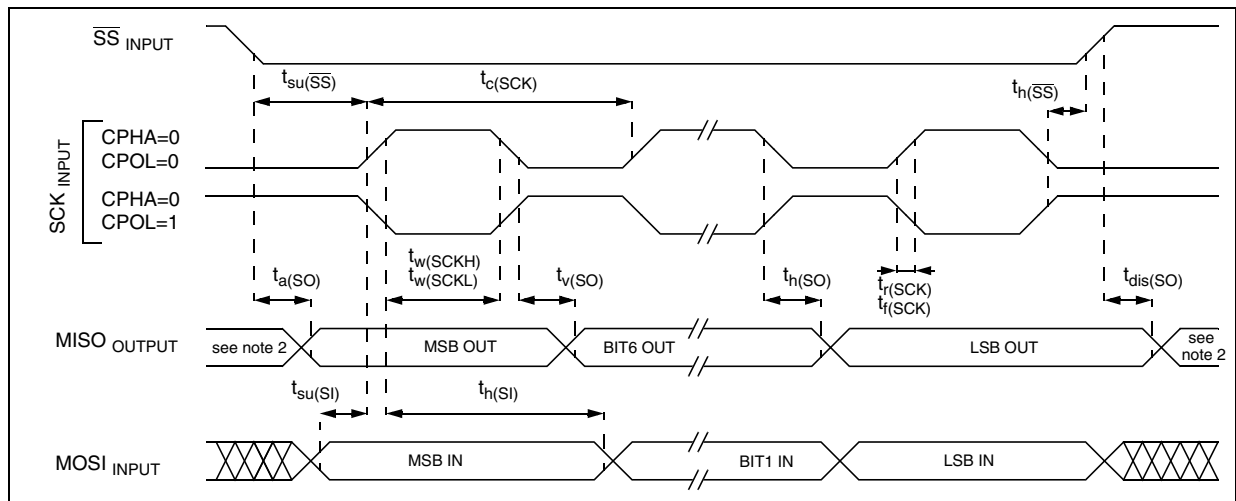 SS INPUT
tsu(SS)
tc(SCK)
th(SS)
SCK INPUT
CPHA=0
CPOL=0
CPHA=0
CPOL=1
ta(SO)
tw(SCKH)
tw(SCKL)
tv(SO)
th(SO)
tr(SCK)
tf(SCK)
tdis(SO)
MISO OUTPUT
see note 2
MSB OUT
BIT6 OUT
LSB OUT
see
note 2
tsu(SI)
th(SI)
MOSI INPUT
MSB IN
BIT1 IN
LSB IN